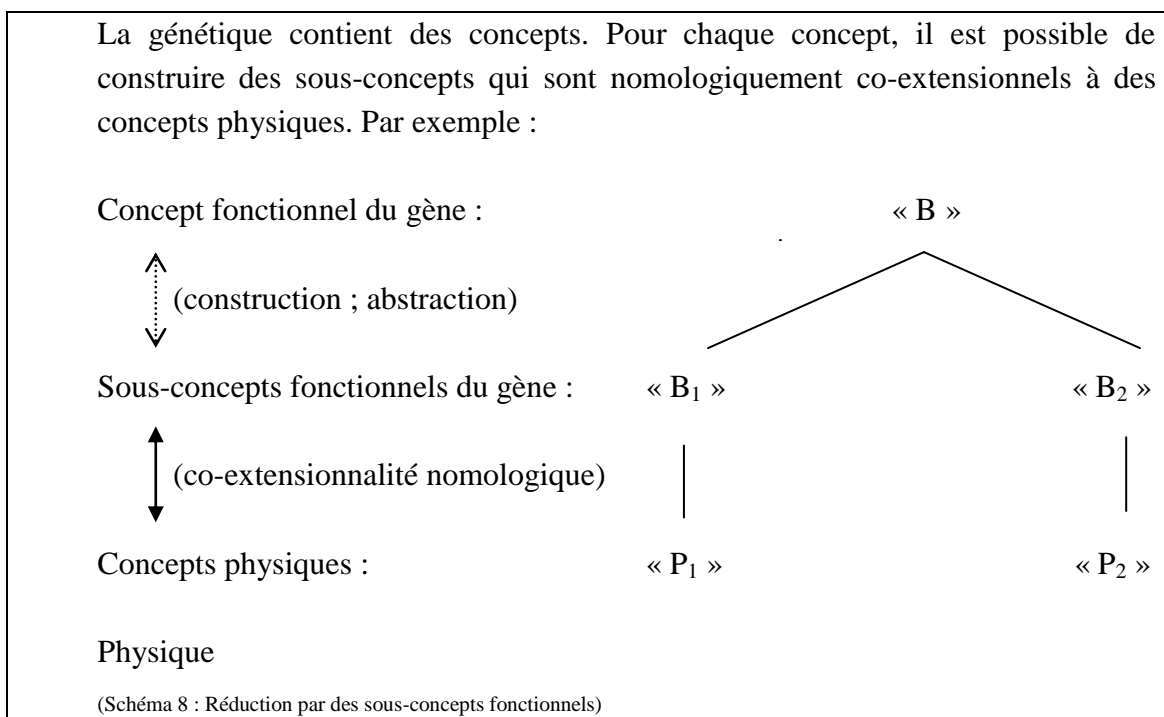 La génétique contient des concepts. Pour chaque concept, il est possible de
construire des sous-concepts qui sont nomologiquement co-extensionnels à des
concepts physiques. Par exemple :
Concept fonctionnel du gène : « B »
(construction ; abstraction)
Sous-concepts fonctionnels du gène : « B₁ » « B₂ »
(co-extensionnalité nomologique)
Concepts physiques : « P₁ » « P₂ »
Physique
(Schéma 8 : Réduction par des sous-concepts fonctionnels)